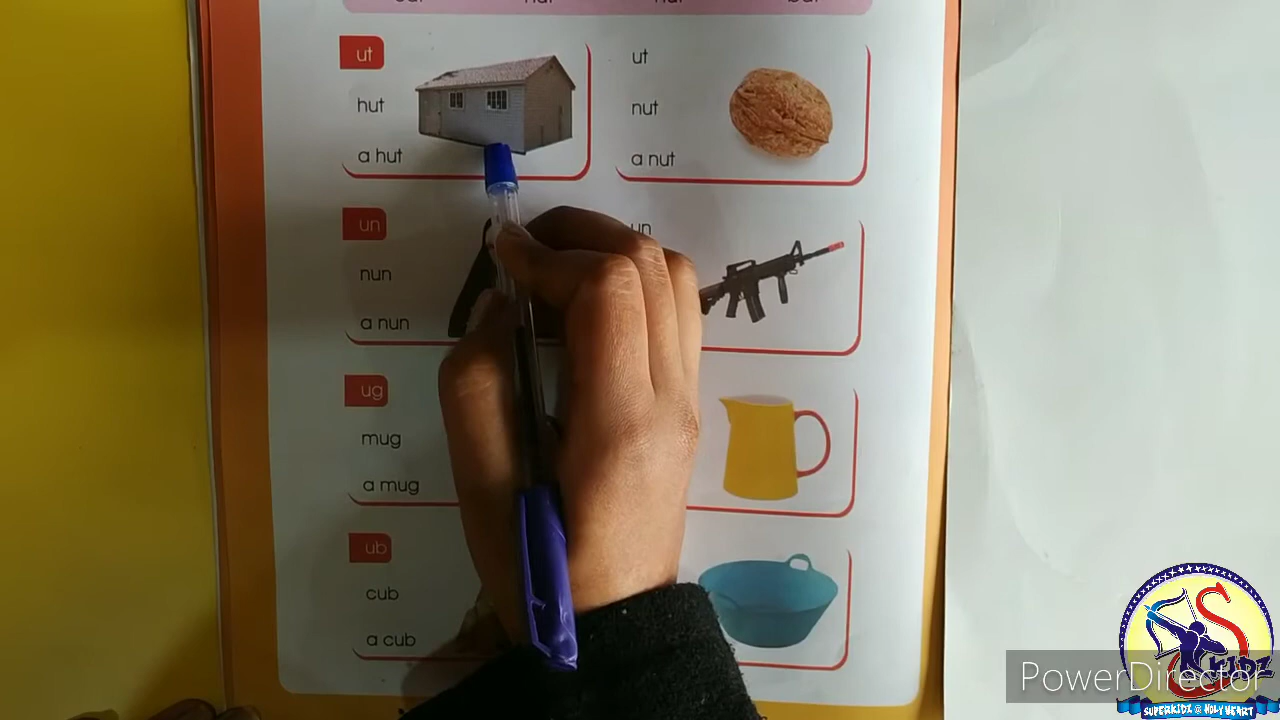 ut
hut
a hut
ut
nut
a nut
un
nun
a nun
un
ug
mug
a mug
ub
cub
a cub
PowerDirector
S KIDZ
SUPERKIDZ @ HOLY HEART